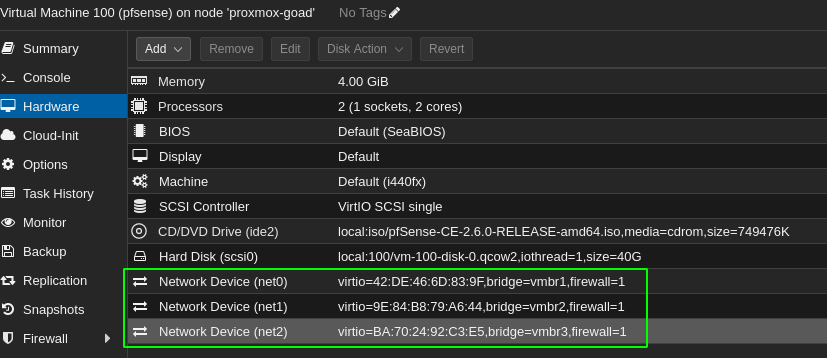 Virtual Machine 100 (pfsense) on node 'proxmox-goad' No Tags
Summary
Console
Hardware
Cloud-Init
Options
Task History
Monitor
Backup
Replication
Snapshots
Firewall
Add Remove Edit Disk Action Revert
Memory 4.00 GiB
Processors 2 (1 sockets, 2 cores)
BIOS Default (SeaBIOS)
Display Default
Machine Default (i440fx)
SCSI Controller VirtIO SCSI single
CD/DVD Drive (ide2) local:iso/pfSense-CE-2.6.0-RELEASE-amd64.iso,media=cdrom,size=749476K
Hard Disk (scsi0) local:100/vm-100-disk-0.qcow2,iothread=1,size=40G
Network Device (net0) virtio=42:DE:46:6D:83:9F,bridge=vmbr1,firewall=1
Network Device (net1) virtio=9E:84:B8:79:A6:44,bridge=vmbr2,firewall=1
Network Device (net2) virtio=BA:70:24:92:C3:E5,bridge=vmbr3,firewall=1